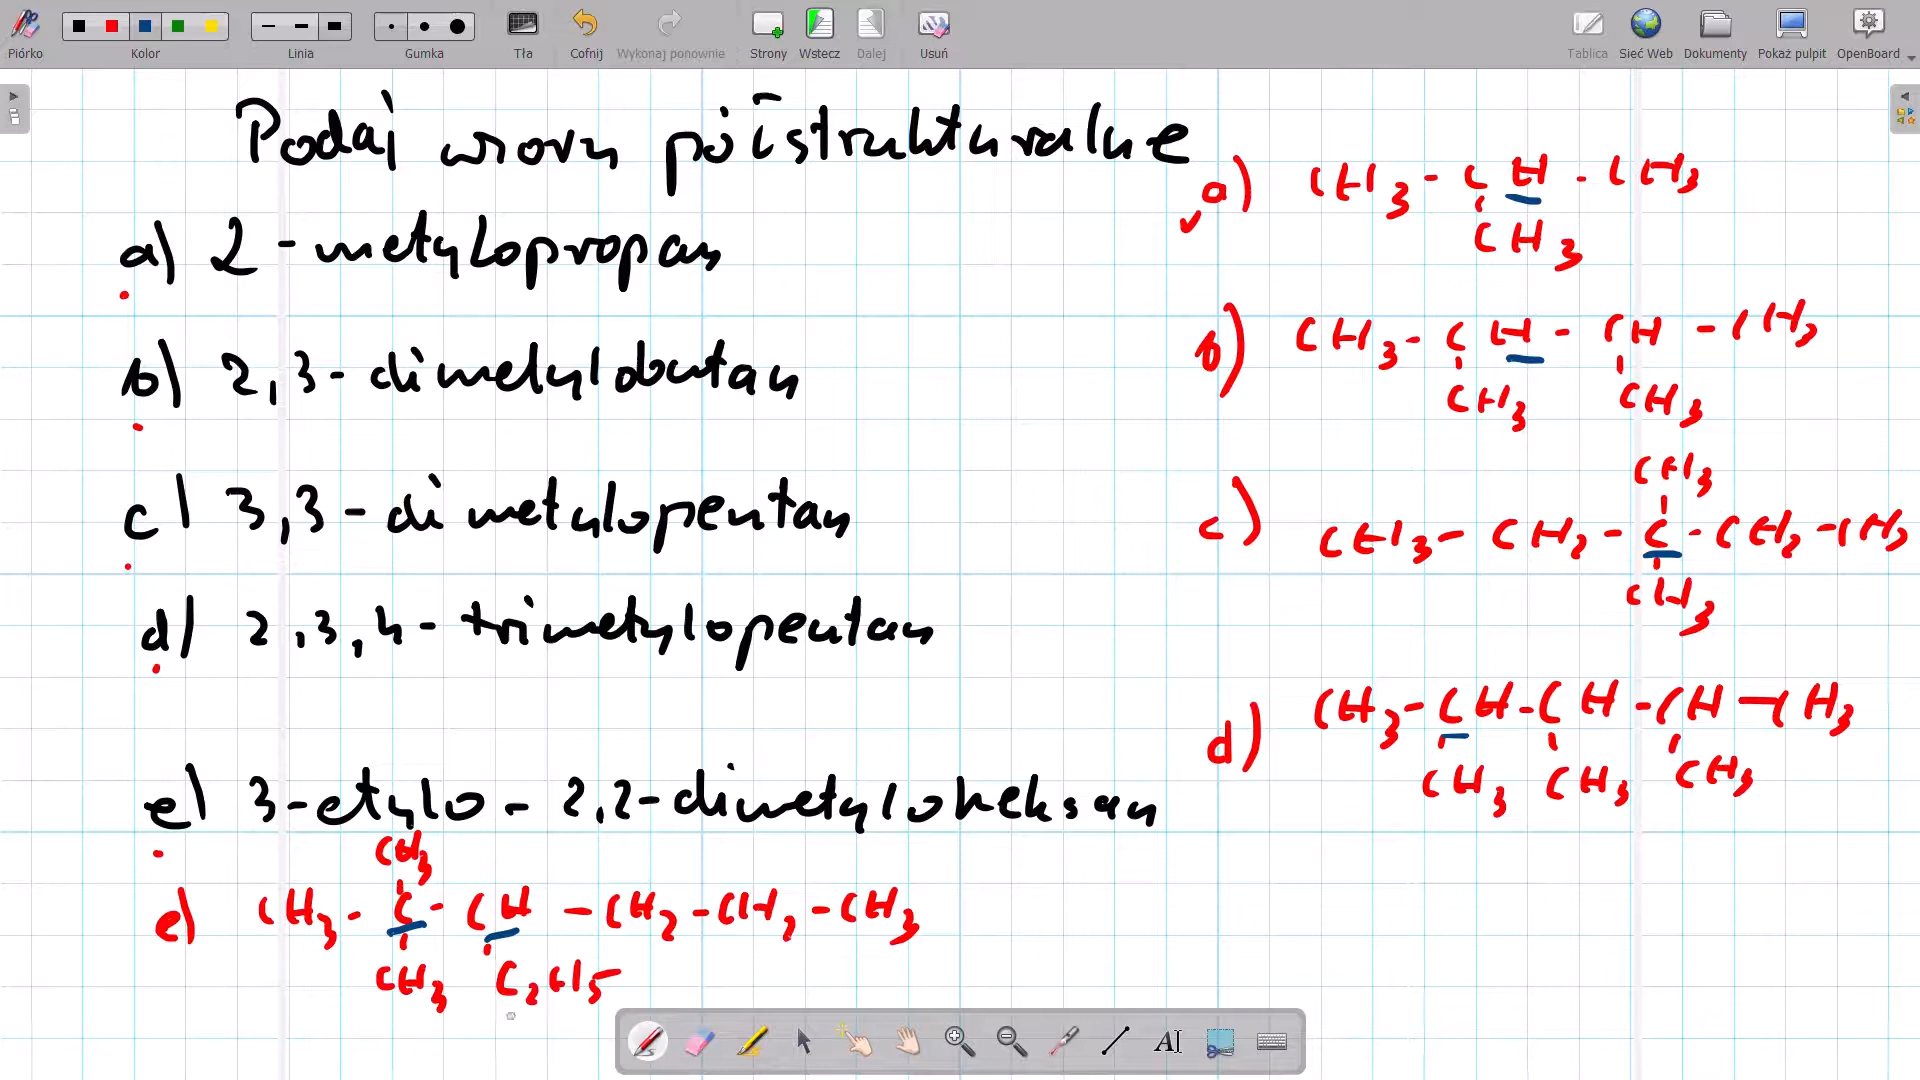 Piórko Kolor Linia Gumka Tła Cofnij Wykonaj ponownie Strony Wstecz Dalej Usuń Tablica Sieć Web Dokumenty Pokaż pulpit OpenBoard
Podaj wzory półstrukturalne
a) 2-metylopropan
b) 2,3-dimetylobutan
c) 3,3-dimetylopentan
d) 2,3,4-trimetylopentan
e) 3-etylo-2,2-dimetyloheksan
CH3
e) CH3-C-CH-CH2-CH2-CH3
CH3 C2H5
a) CH3-CH-CH3
CH3
b) CH3-CH-CH-CH3
CH3 CH3
CH3
c) CH3-CH2-C-CH2-CH3
CH3
d) CH3-CH-CH-CH-CH3
CH3 CH3 CH3
AI